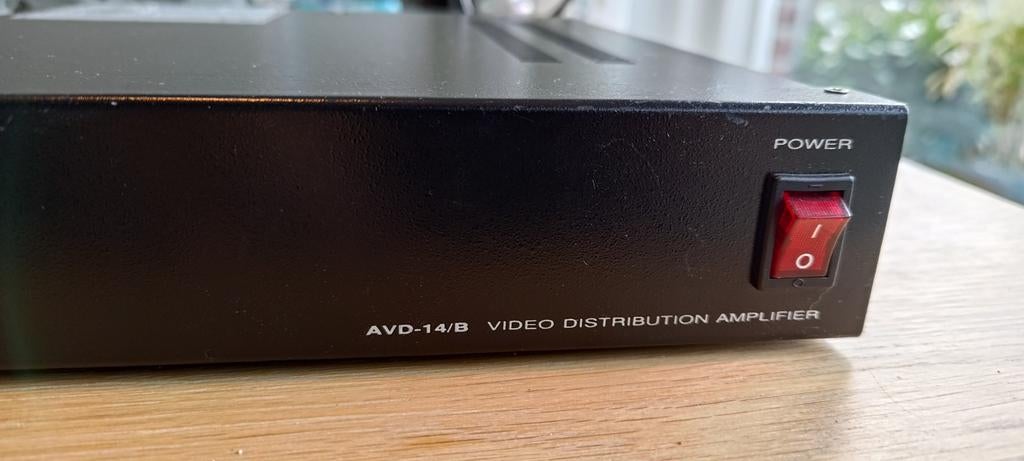 POWER
I
O
AVD-14/B VIDEO DISTRIBUTION AMPLIFIER